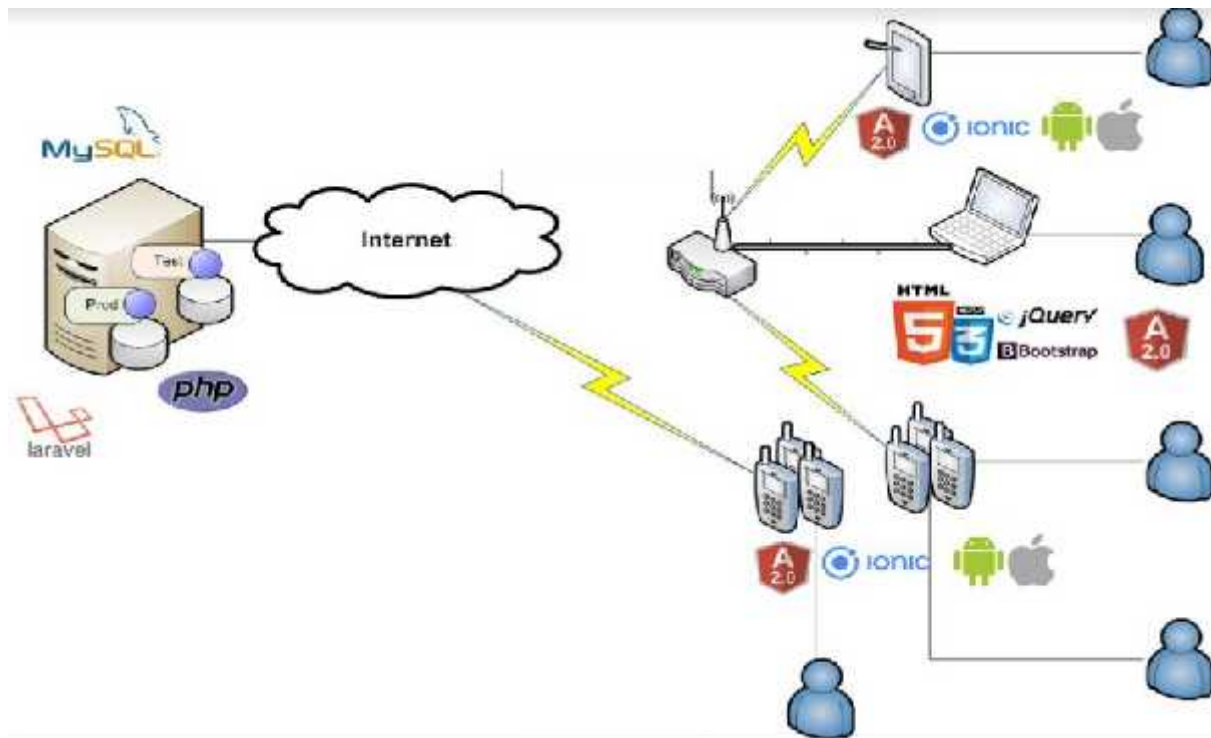 MySQL
Test
Prod
php
laravel
Internet
A
2.0
ionic
HTML
5
CSS
3
jQuery
B Bootstrap
A
2.0
A
2.0
ionic